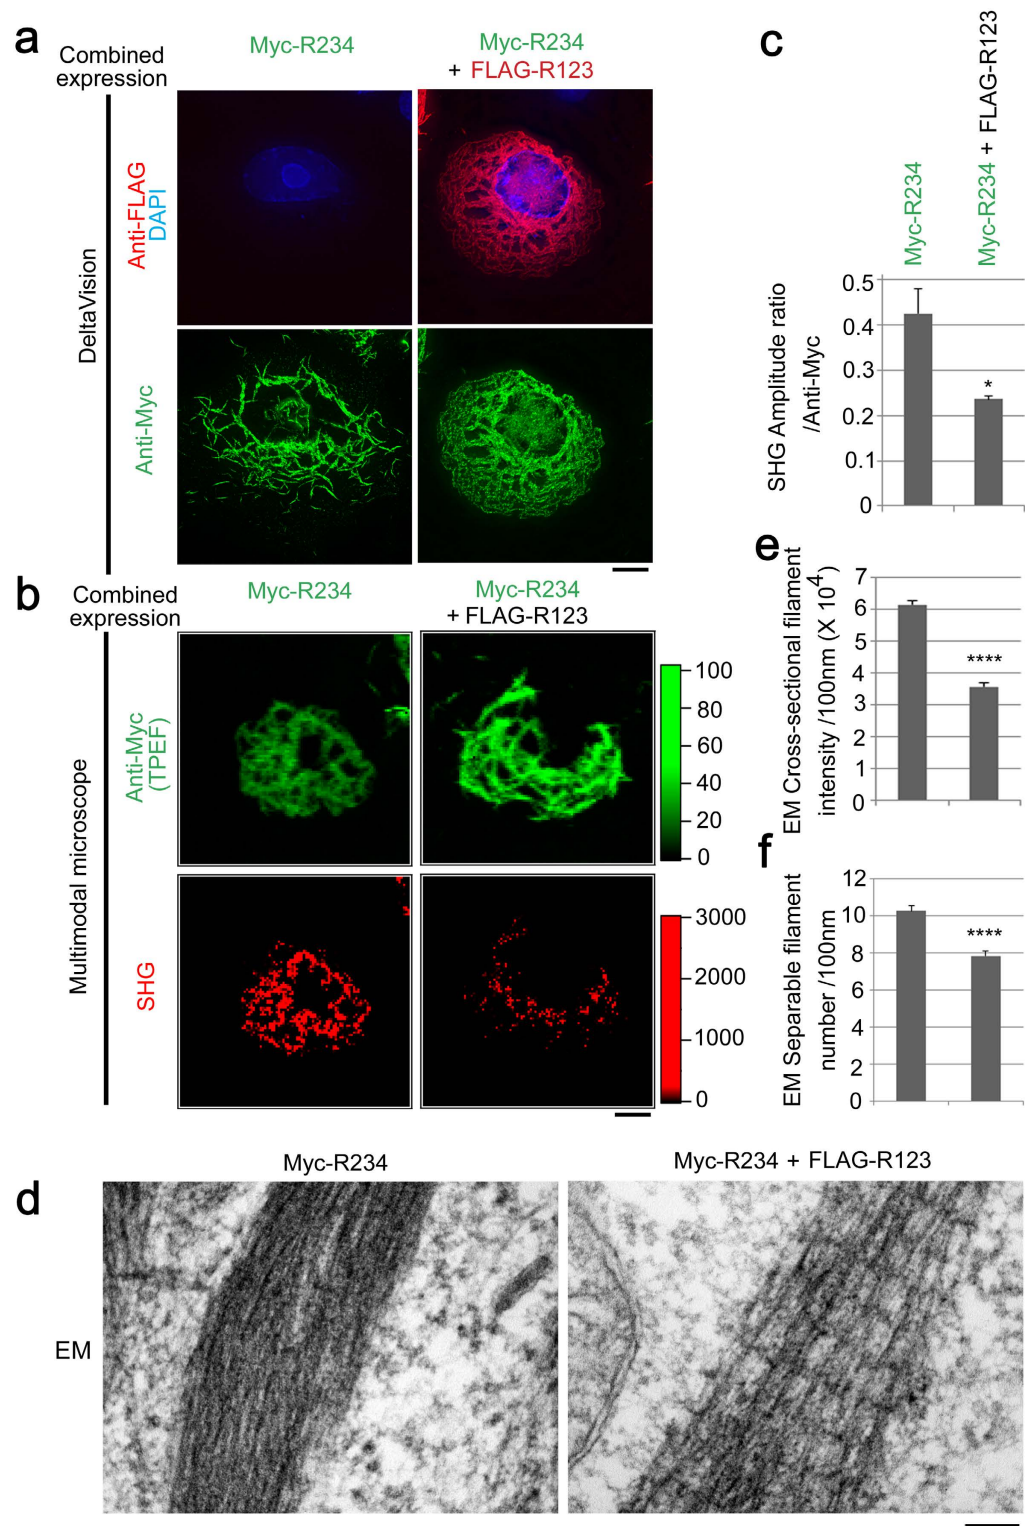 a
Combined
expression
Myc-R234
Myc-R234
+ FLAG-R123
DeltaVision
Anti-FLAG
DAPI
Anti-Myc
b
Combined
expression
Myc-R234
Myc-R234
+ FLAG-R123
Multimodal microscope
Anti-Myc
(TPEF)
100
80
60
40
20
0
SHG
3000
2000
1000
0
c
Myc-R234
Myc-R234 + FLAG-R123
SHG Amplitude ratio
/Anti-Myc
0.5
0.4
0.3
0.2
0.1
0
*
e
EM Cross-sectional filament
intensity /100nm (X 10⁴)
7
6
5
4
3
2
1
0
****
f
EM Separable filament
number /100nm
12
10
8
6
4
2
0
****
d
Myc-R234
Myc-R234 + FLAG-R123
EM